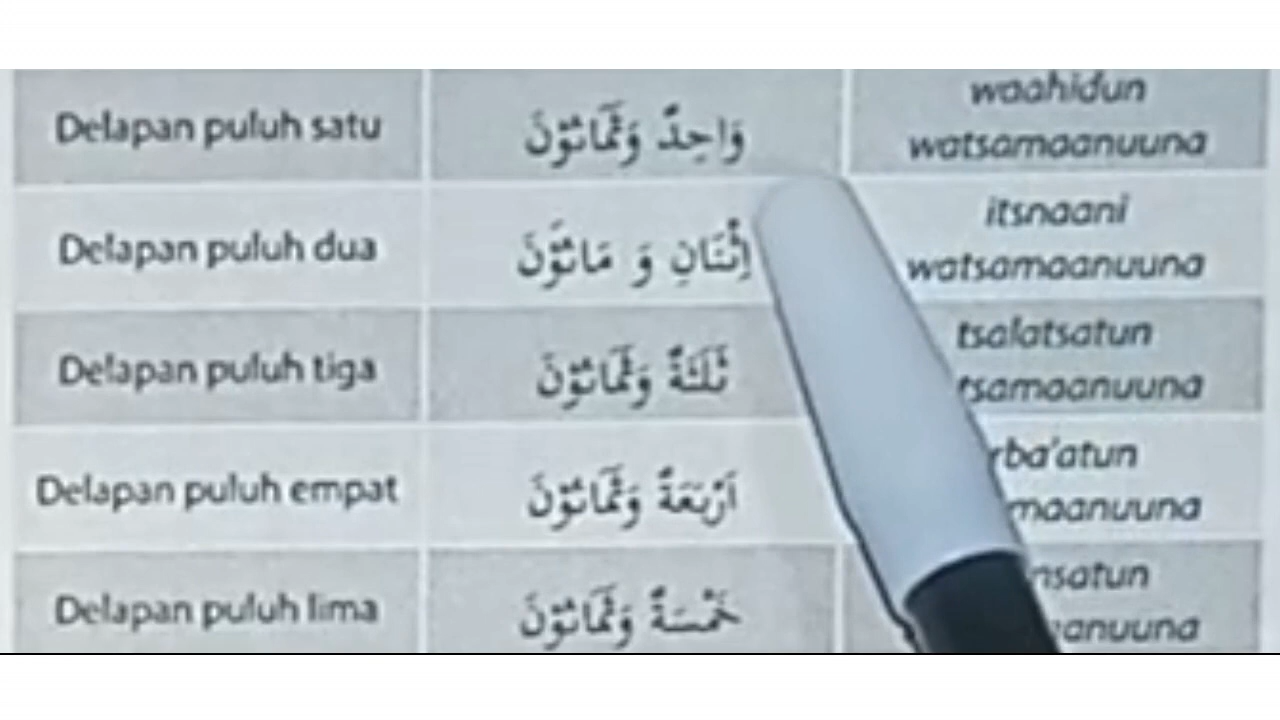 Delapan puluh satu وَاحِدٌ وَثَمَانُوْنَ waahidun
watsamaanuuna
Delapan puluh dua اِثْنَانِ وَ مَانُوَْنَ itsnaani
watsamaanuuna
Delapan puluh tiga ثَلَثَةٌ وَثَمَانُوْنَ tsalatsatun
tsamaanuuna
Delapan puluh empat اَرْبَعَةٌ وَثَمَانُوْنَ rba'atun
maanuuna
Delapan puluh lima خَمْسَةٌ وَثَمَانُوْنَ nsatun
anuuna